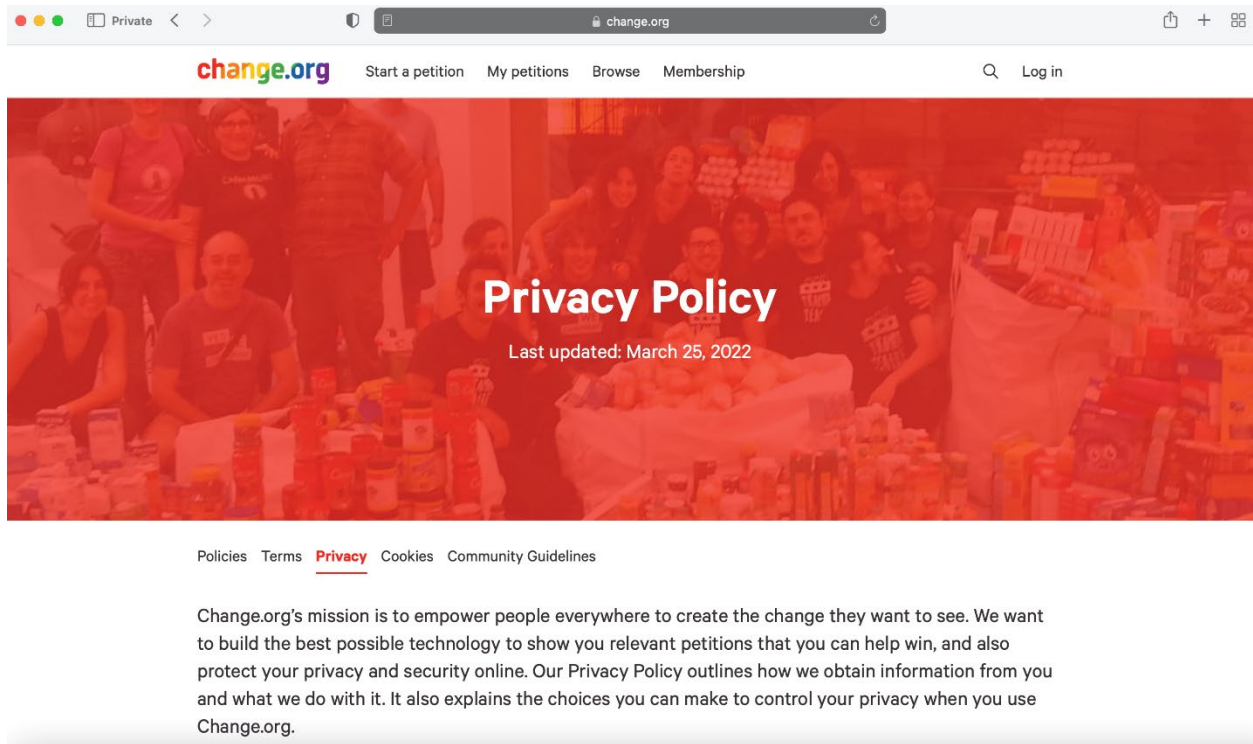 Private
change.org
change.org Start a petition My petitions Browse Membership Log in
Privacy Policy
Last updated: March 25, 2022
Policies Terms Privacy Cookies Community Guidelines
Change.org's mission is to empower people everywhere to create the change they want to see. We want
to build the best possible technology to show you relevant petitions that you can help win, and also
protect your privacy and security online. Our Privacy Policy outlines how we obtain information from you
and what we do with it. It also explains the choices you can make to control your privacy when you use
Change.org.